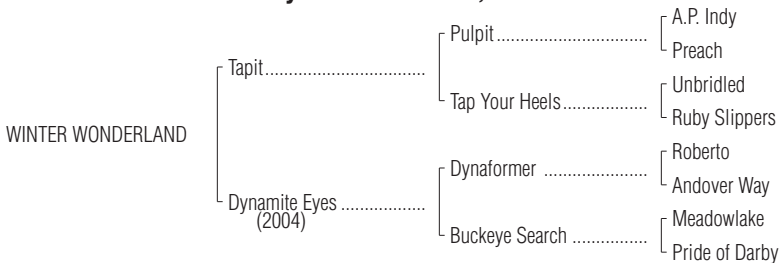 A.P. Indy
Pulpit
Preach
Tapit
Unbridled
Tap Your Heels
Ruby Slippers
WINTER WONDERLAND
Roberto
Dynaformer
Andover Way
Dynamite Eyes
(2004)
Meadowlake
Buckeye Search
Pride of Darby